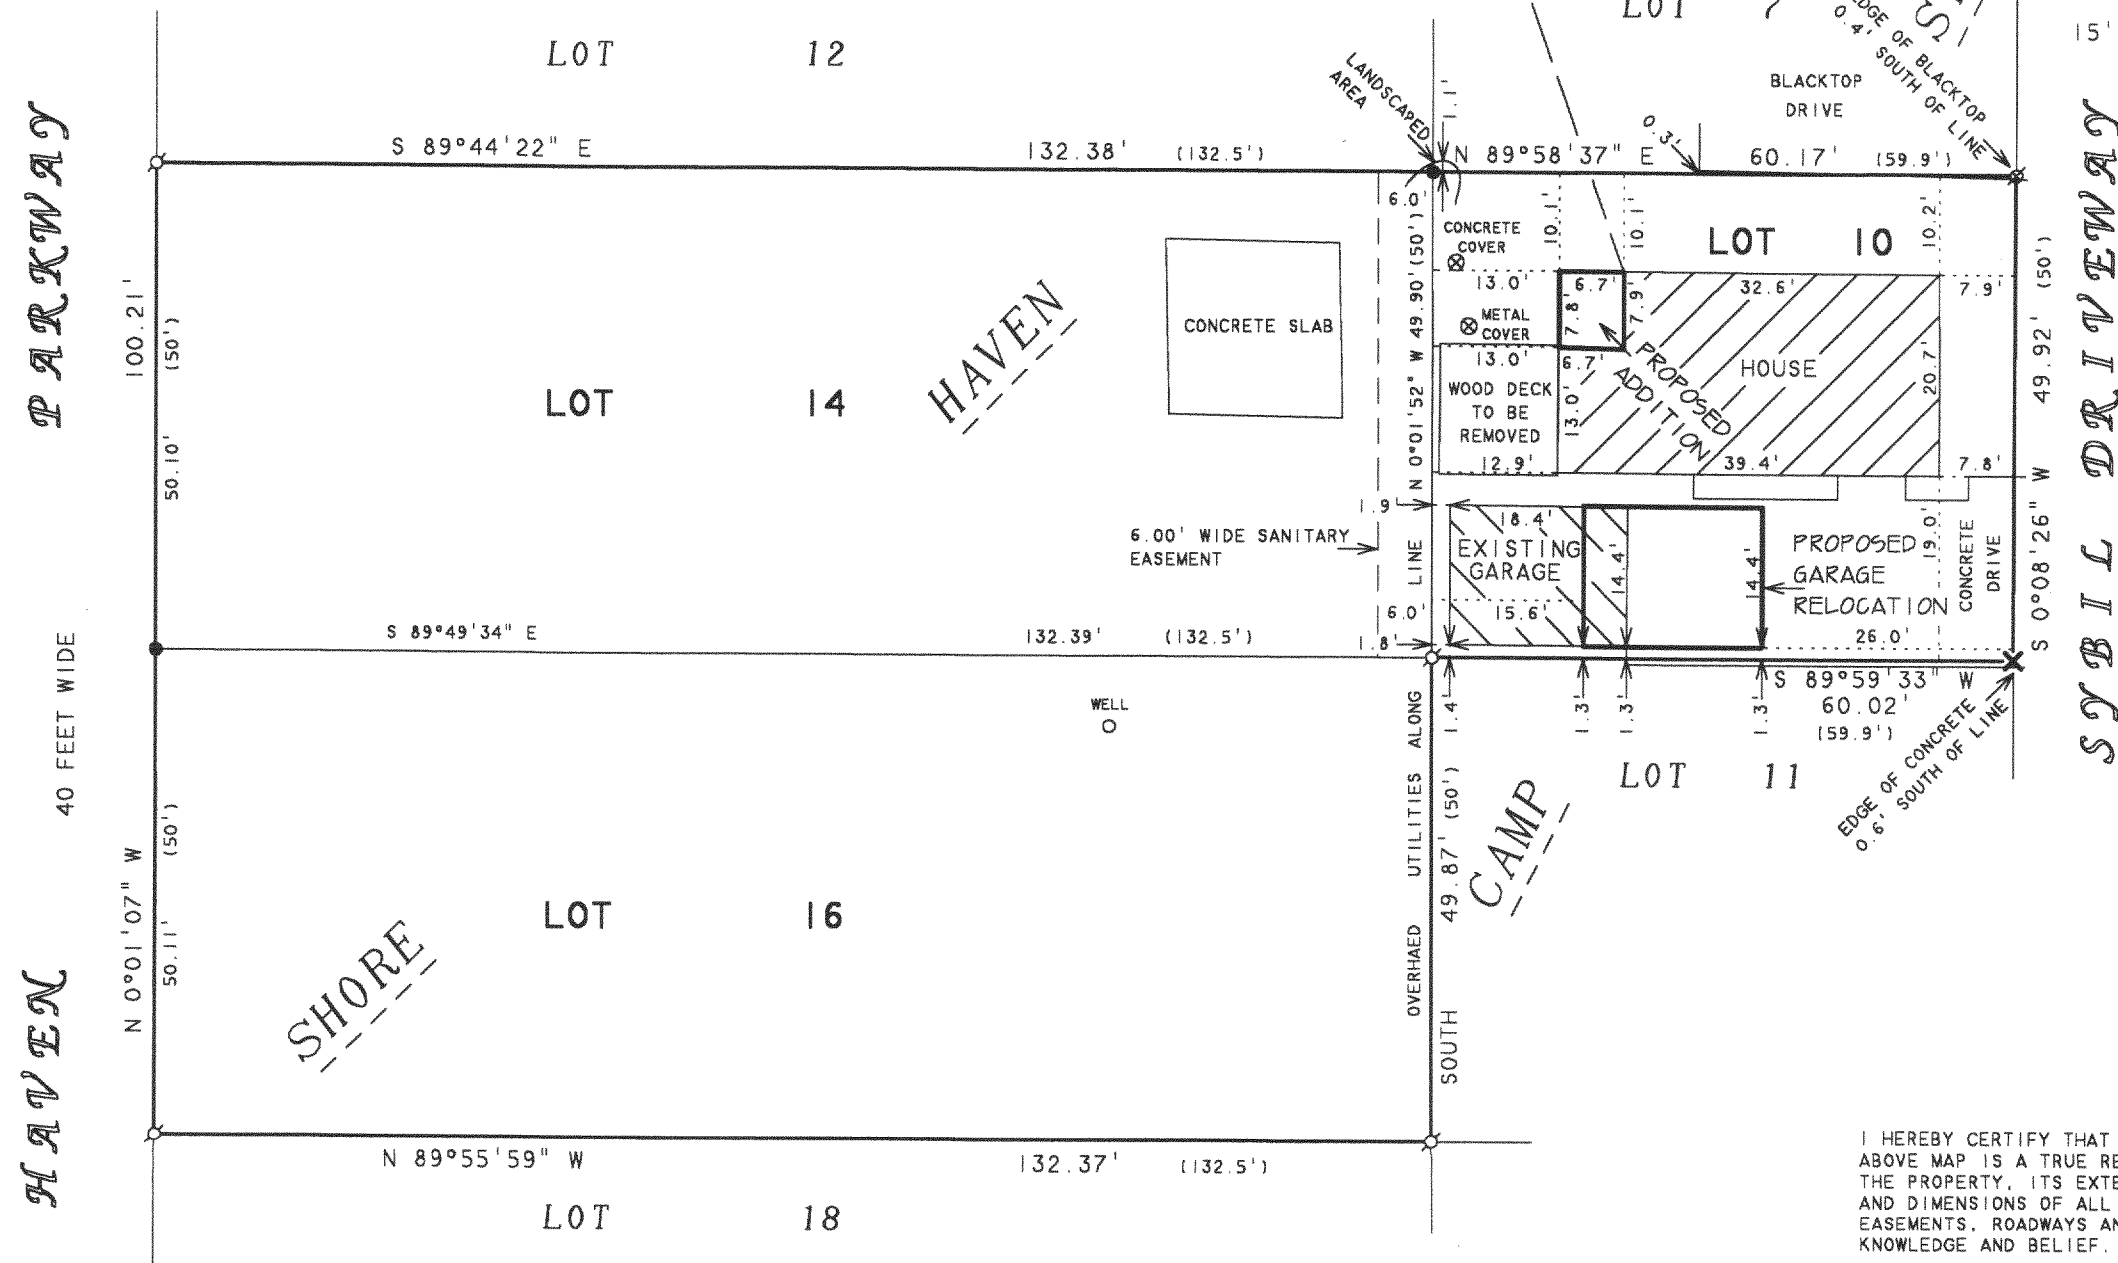 LOT 7
15'
EDGE OF BLACKTOP
0.4' SOUTH OF LINE
LOT 12
LANDSCAPED
AREA
BLACKTOP
DRIVE
0.3'
S 89°44'22" E 132.38' (132.5')
N 89°58'37" E 60.17' (59.9')
HAVEN PARKWAY
40 FEET WIDE
N 0°01'07" W 100.21'
50.10' (50')
50.11' (50')
LOT 14
HAVEN
CONCRETE SLAB
6.0'
N 0°01'52" W 49.90' (50')
CONCRETE
COVER
10.1'
10.1'
10.2'
LOT 10
13.0'
6.7'
7.8'
7.9'
32.6'
7.9'
METAL
COVER
13.0'
6.7'
13.0'
WOOD DECK
TO BE
REMOVED
12.9'
PROPOSED
ADDITION
HOUSE
20.7'
39.4'
7.8'
S 0°08'26" W 49.92' (50')
SYBIL DRIVEWAY
1.9'
6.00' WIDE SANITARY
EASEMENT
18.4'
EXISTING
GARAGE
14.4'
14.4'
15.6'
PROPOSED
GARAGE
RELOCATION
19.0'
CONCRETE
DRIVE
26.0'
6.0'
1.8'
S 89°49'34" E 132.39' (132.5')
S 89°59'33" W
60.02'
(59.9')
1.4'
1.3'
1.3'
1.3'
EDGE OF CONCRETE
0.6' SOUTH OF LINE
WELL
OVERHAED UTILITIES ALONG LINE
SOUTH 49.87' (50')
CAMP
LOT 11
LOT 16
SHORE
N 89°55'59" W 132.37' (132.5')
LOT 18
I HEREBY CERTIFY THAT
ABOVE MAP IS A TRUE RE
THE PROPERTY, ITS EXTE
AND DIMENSIONS OF ALL
EASEMENTS, ROADWAYS AN
KNOWLEDGE AND BELIEF.